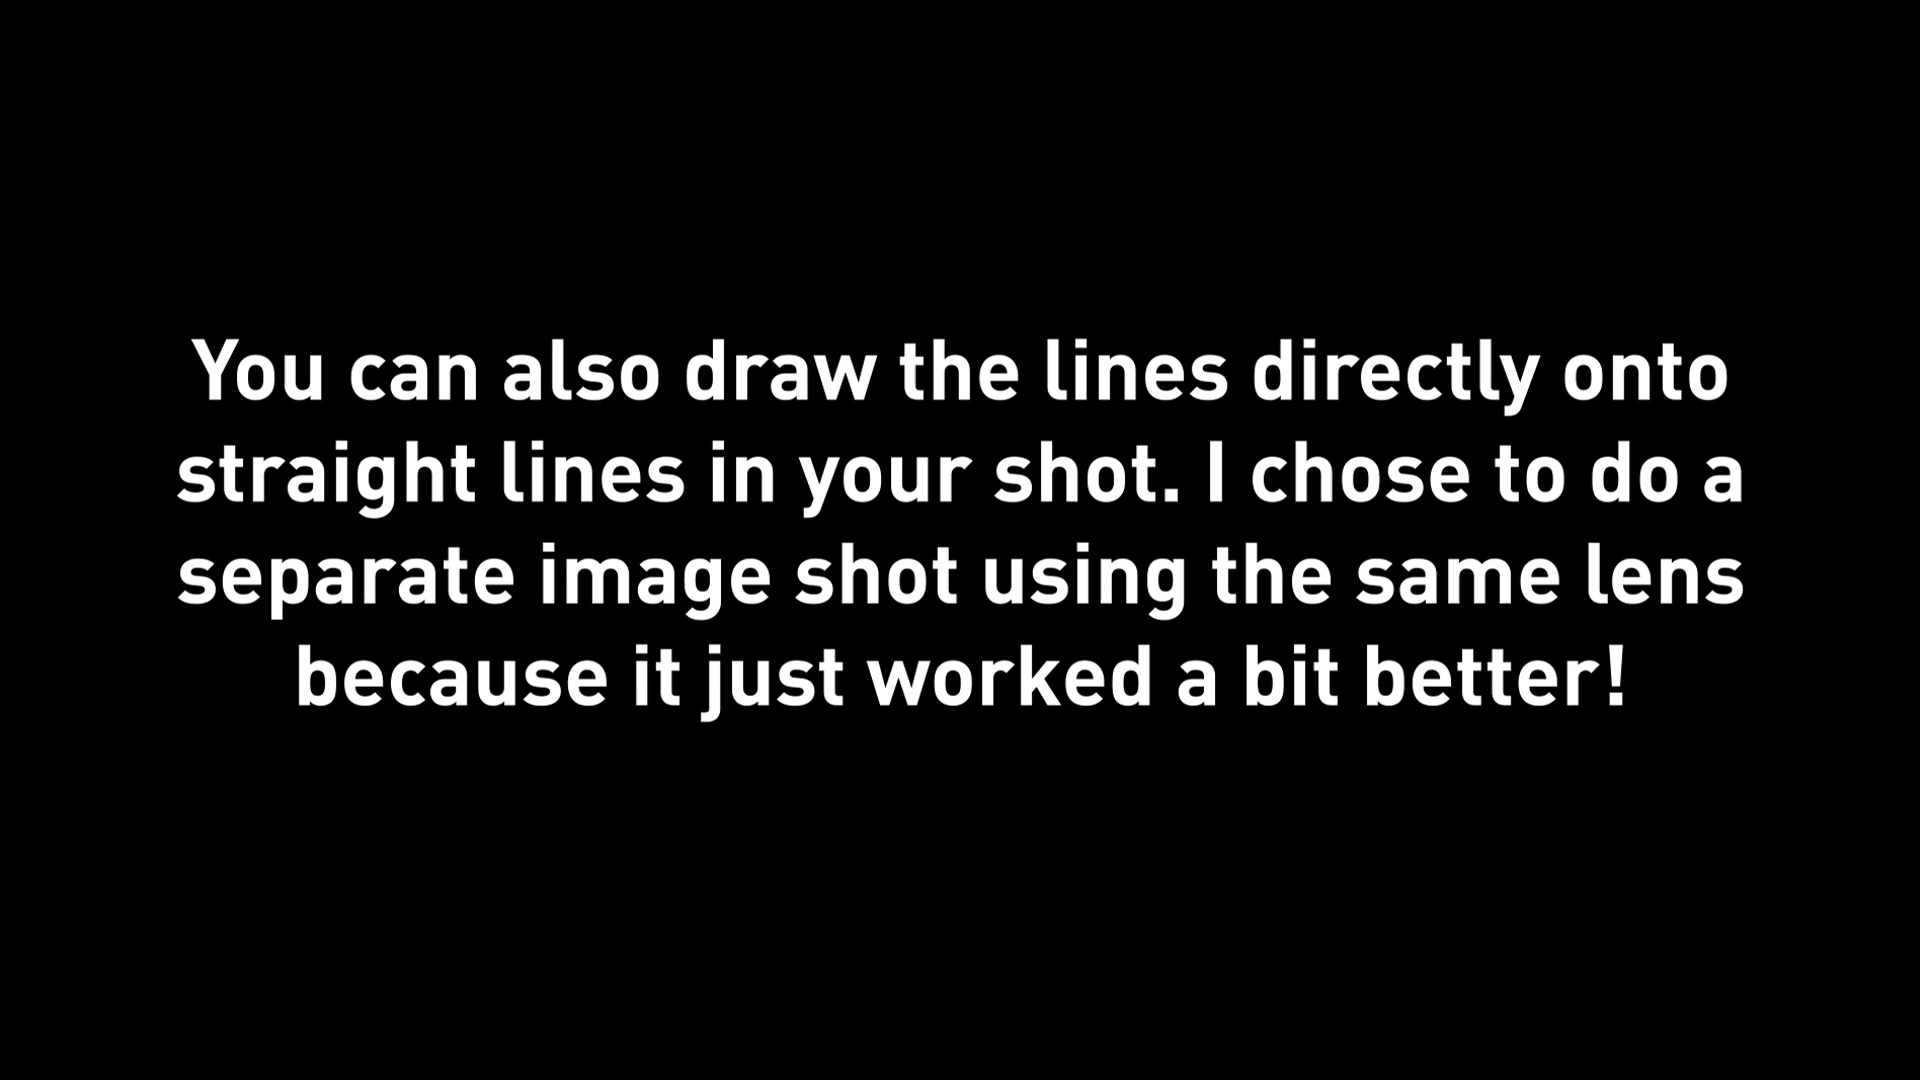 You can also draw the lines directly onto
straight lines in your shot. I chose to do a
separate image shot using the same lens
because it just worked a bit better!